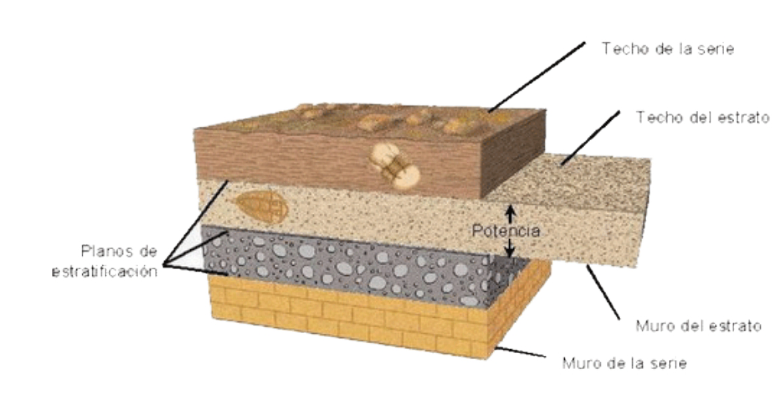 Techo de la serie
Techo del estrato
Potencia
Planos de
estratificación
Muro del estrato
Muro de la serie